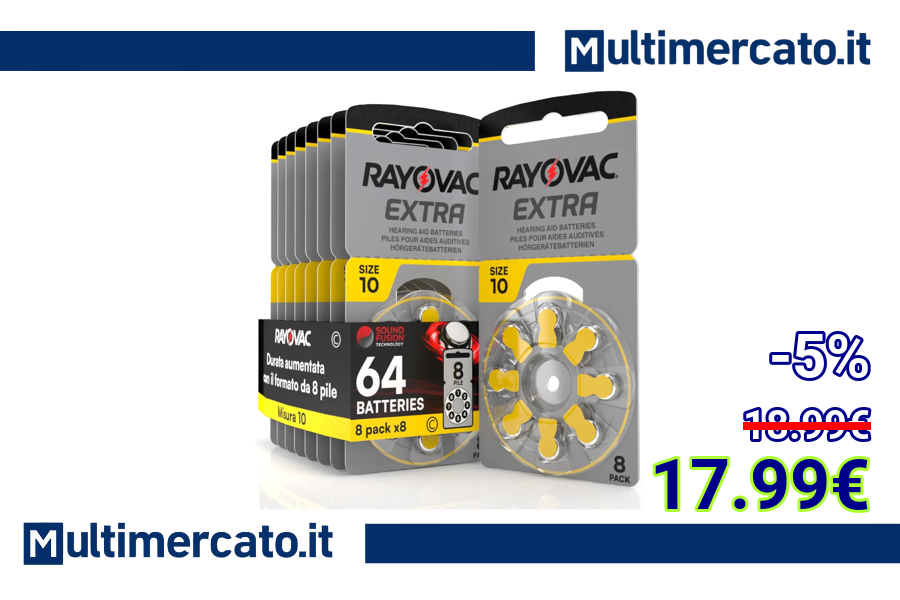 Multimercato.it
RAYOVAC
EXTRA
HEARING AID BATTERIES
PILES POUR AIDES AUDITIVES
HÖRGERÄTEBATTERIEN
SIZE
10
RAYOVAC®
EXTRA
HEARING AID BATTERIES
PILES POUR AIDES AUDITIVES
HÖRGERÄTEBATTERIEN
SIZE
10
8
PACK
RAYOVAC ©
Durata aumentata
con il formato da 8 pile
Misura 10
SOUND
FUSION
TECHNOLOGY
64
BATTERIES
8 pack x8 ©
8
PILE
-5%
18.99€
17.99€
Multimercato.it